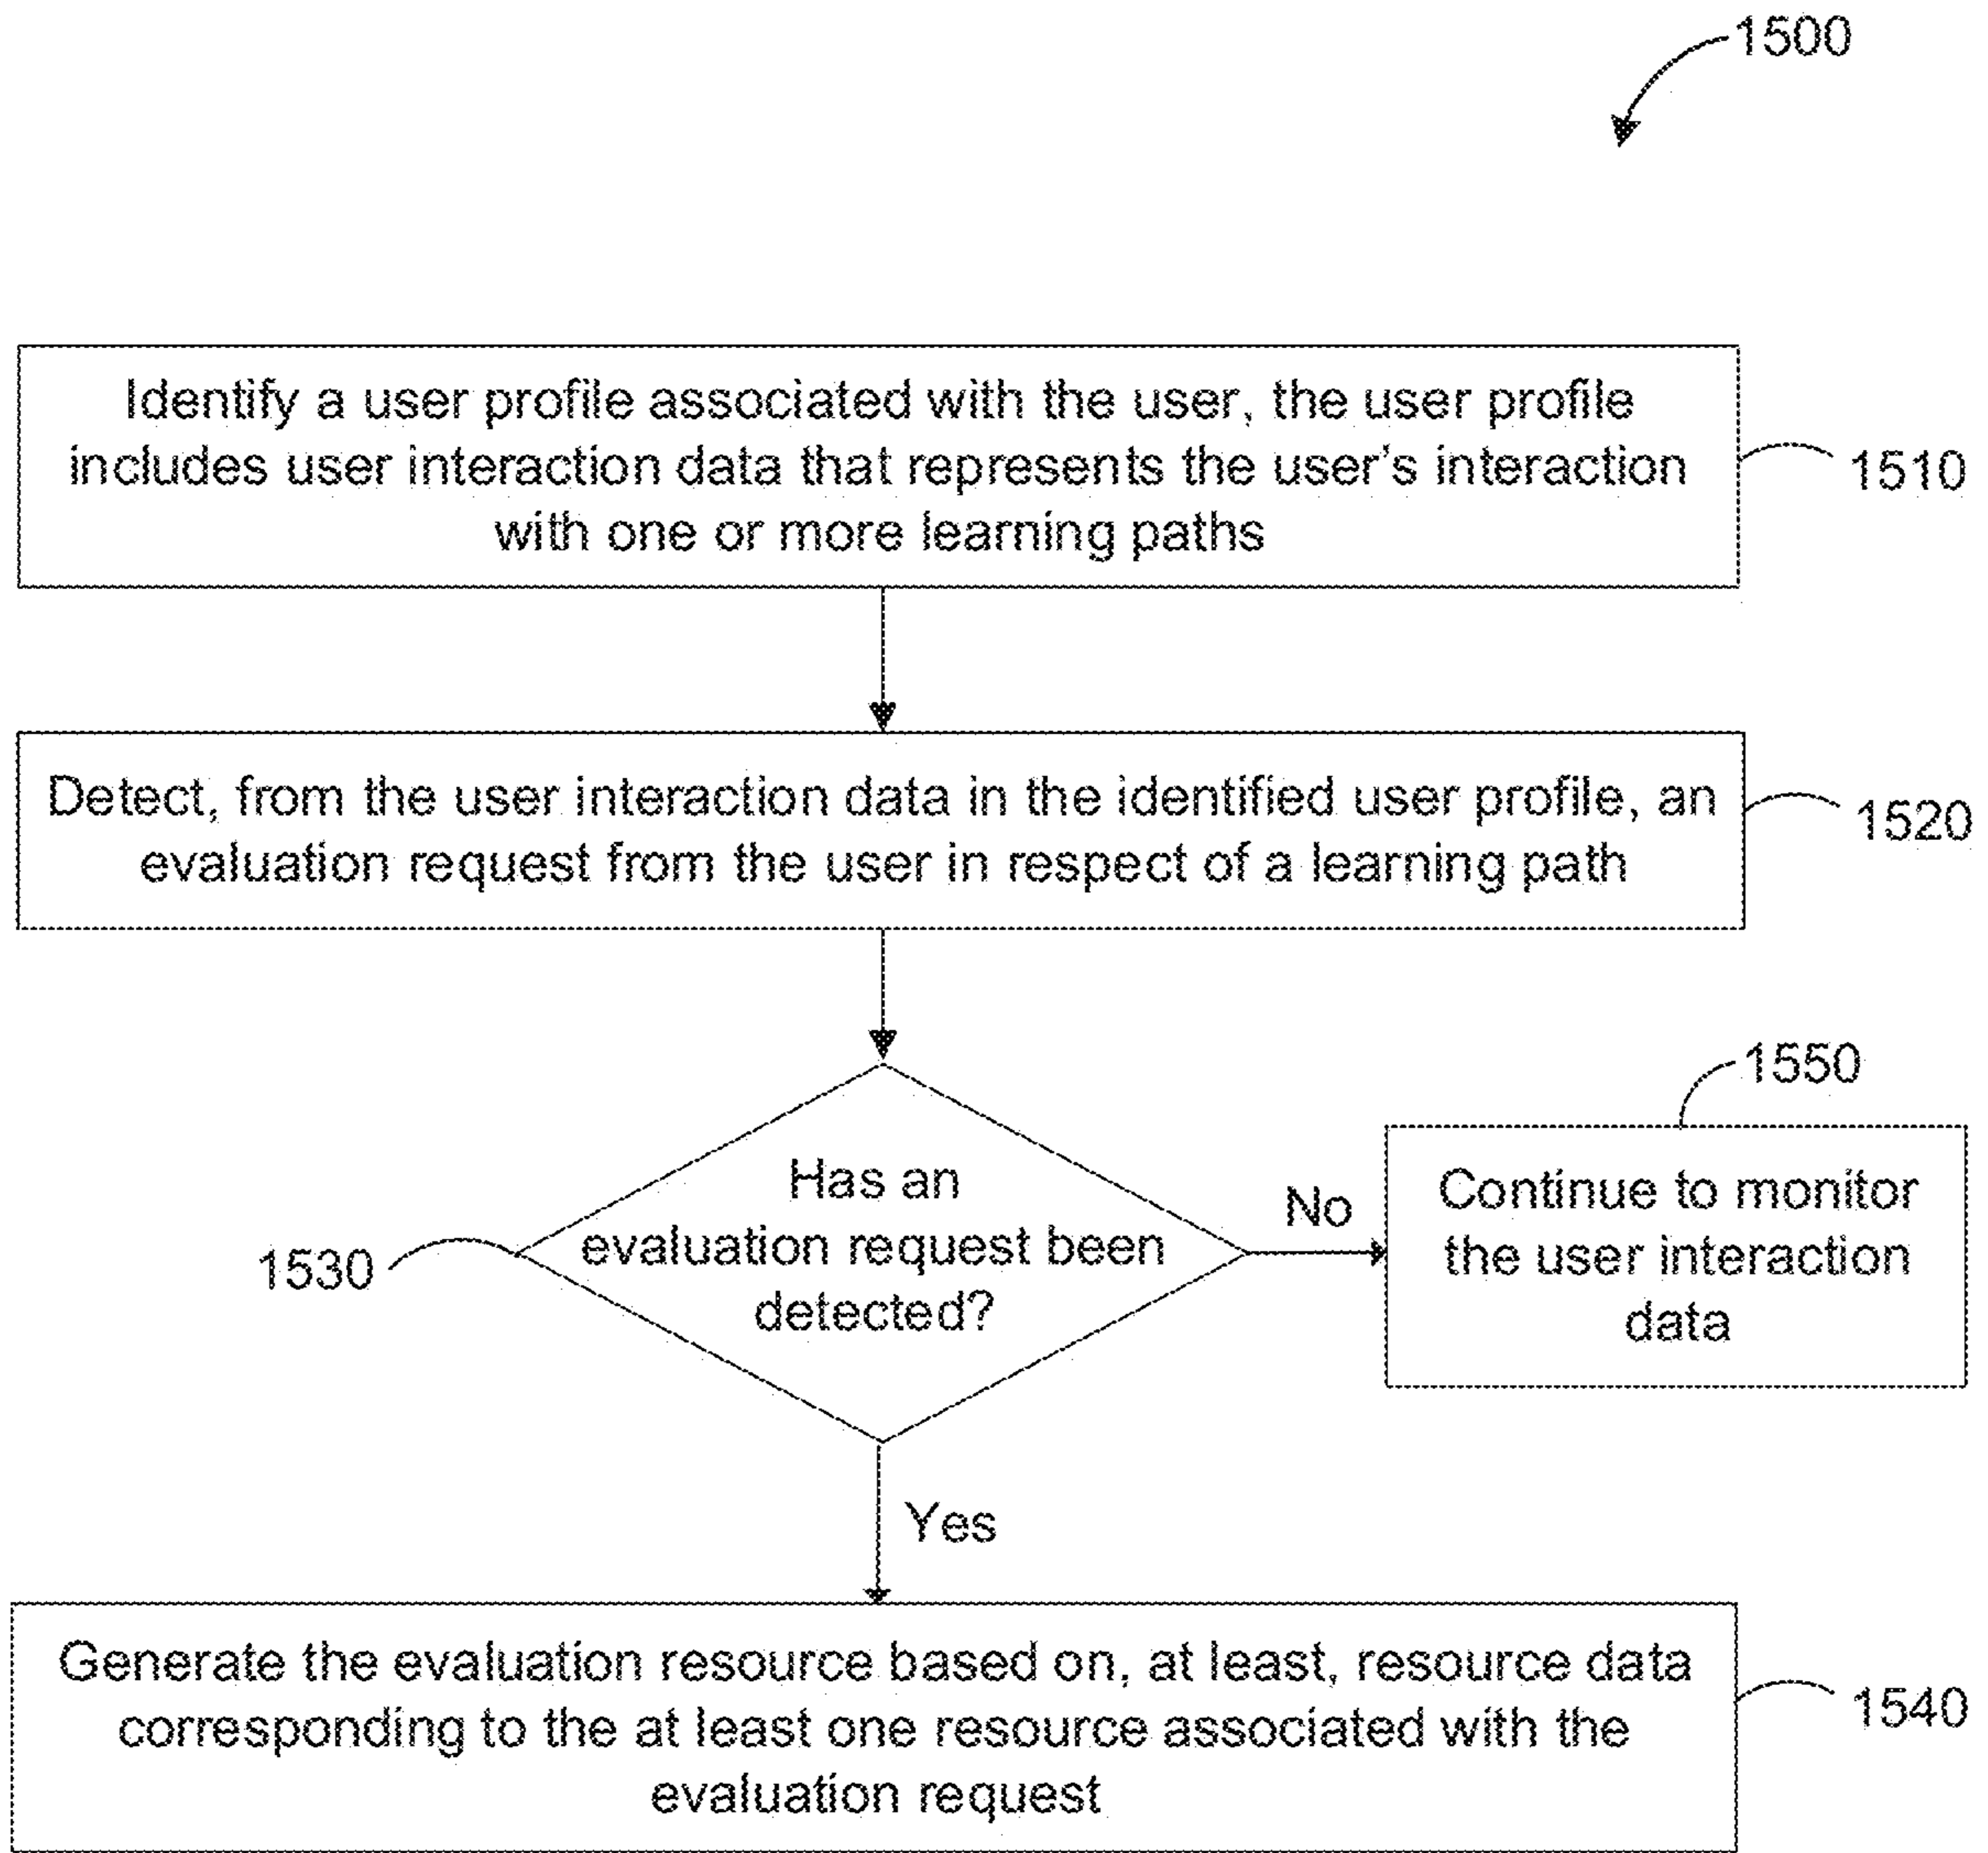 1500
Identify a user profile associated with the user, the user profile
includes user interaction data that represents the user's interaction
with one or more learning paths
1510
Detect, from the user interaction data in the identified user profile, an
evaluation request from the user in respect of a learning path
1520
Has an
evaluation request been
detected?
1530
No
1550
Continue to monitor
the user interaction
data
Yes
Generate the evaluation resource based on, at least, resource data
corresponding to the at least one resource associated with the
evaluation request
1540